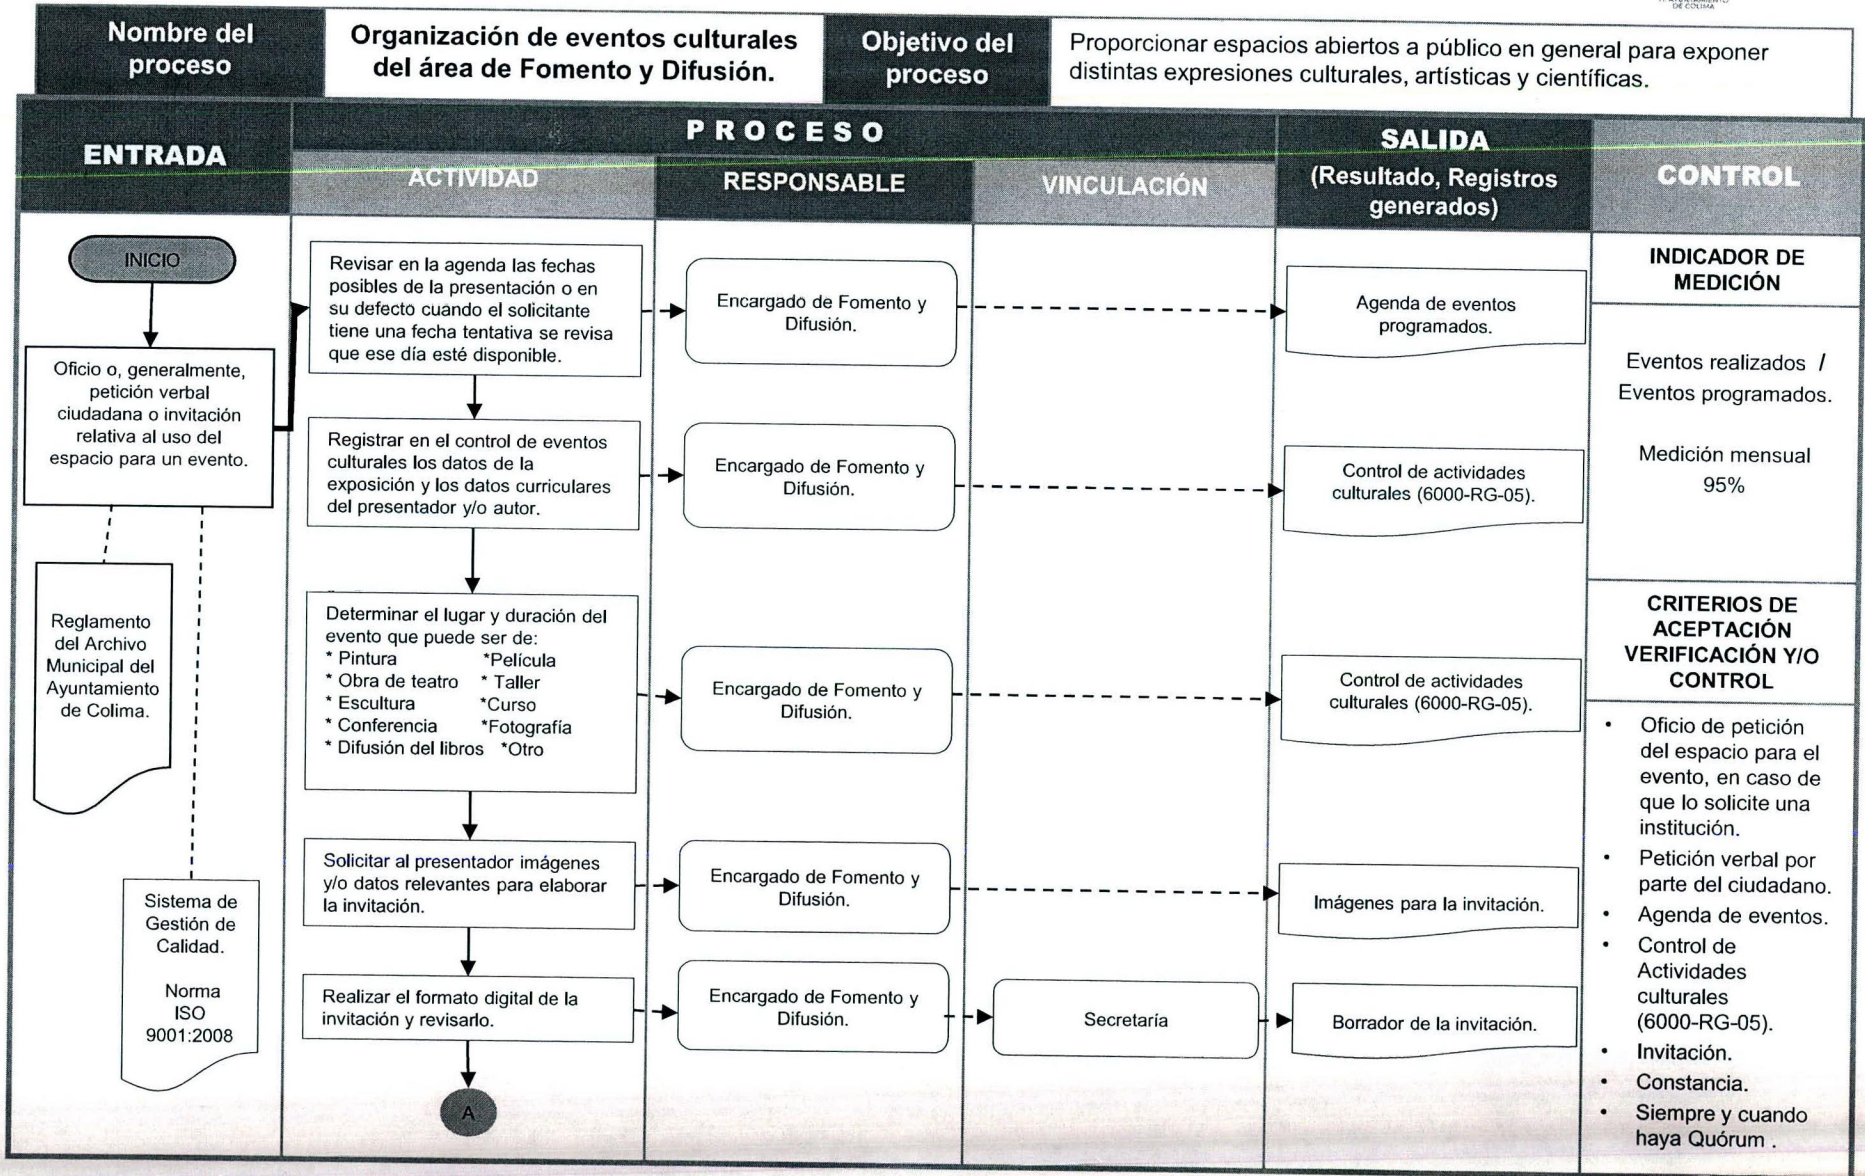 DE COLIMA
Nombre del
proceso
Organización de eventos culturales
del área de Fomento y Difusión.
Objetivo del
proceso
Proporcionar espacios abiertos a público en general para exponer
distintas expresiones culturales, artísticas y científicas.
ENTRADA
PROCESO
ACTIVIDAD
RESPONSABLE
VINCULACIÓN
SALIDA
(Resultado, Registros
generados)
CONTROL
INICIO
Oficio o, generalmente,
petición verbal
ciudadana o invitación
relativa al uso del
espacio para un evento.
Reglamento
del Archivo
Municipal del
Ayuntamiento
de Colima.
Sistema de
Gestión de
Calidad.
Norma
ISO
9001:2008
Revisar en la agenda las fechas
posibles de la presentación o en
su defecto cuando el solicitante
tiene una fecha tentativa se revisa
que ese día esté disponible.
Encargado de Fomento y
Difusión.
Agenda de eventos
programados.
Registrar en el control de eventos
culturales los datos de la
exposición y los datos curriculares
del presentador y/o autor.
Encargado de Fomento y
Difusión.
Control de actividades
culturales (6000-RG-05).
Determinar el lugar y duración del
evento que puede ser de:
* Pintura *Película
* Obra de teatro * Taller
* Escultura *Curso
* Conferencia *Fotografía
* Difusión del libros *Otro
Encargado de Fomento y
Difusión.
Control de actividades
culturales (6000-RG-05).
Solicitar al presentador imágenes
y/o datos relevantes para elaborar
la invitación.
Encargado de Fomento y
Difusión.
Imágenes para la invitación.
Realizar el formato digital de la
invitación y revisarlo.
Encargado de Fomento y
Difusión.
Secretaría
Borrador de la invitación.
A
INDICADOR DE
MEDICIÓN
Eventos realizados /
Eventos programados.
Medición mensual
95%
CRITERIOS DE
ACEPTACIÓN
VERIFICACIÓN Y/O
CONTROL
• Oficio de petición
del espacio para el
evento, en caso de
que lo solicite una
institución.
• Petición verbal por
parte del ciudadano.
• Agenda de eventos.
• Control de
Actividades
culturales
(6000-RG-05).
• Invitación.
• Constancia.
• Siempre y cuando
haya Quórum .